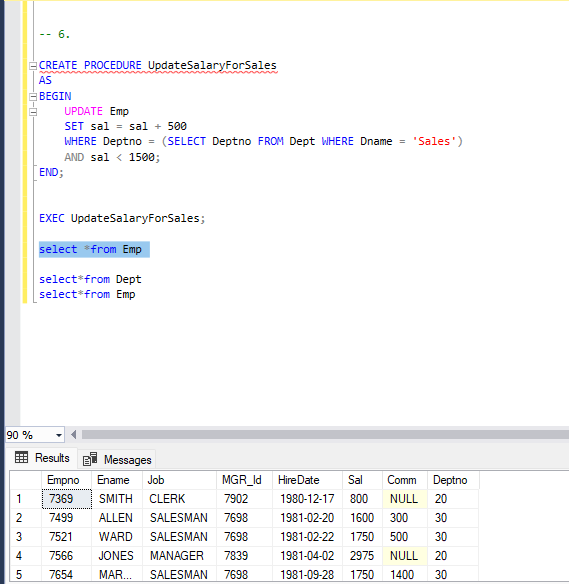 -- 6.
CREATE PROCEDURE UpdateSalaryForSales
AS
BEGIN
UPDATE Emp
SET sal = sal + 500
WHERE Deptno = (SELECT Deptno FROM Dept WHERE Dname = 'Sales')
AND sal < 1500;
END;
EXEC UpdateSalaryForSales;
select *from Emp
select*from Dept
select*from Emp
90 %
Results Messages
Empno Ename Job MGR_Id HireDate Sal Comm Deptno
1 7369 SMITH CLERK 7902 1980-12-17 800 NULL 20
2 7499 ALLEN SALESMAN 7698 1981-02-20 1600 300 30
3 7521 WARD SALESMAN 7698 1981-02-22 1750 500 30
4 7566 JONES MANAGER 7839 1981-04-02 2975 NULL 20
5 7654 MAR... SALESMAN 7698 1981-09-28 1750 1400 30